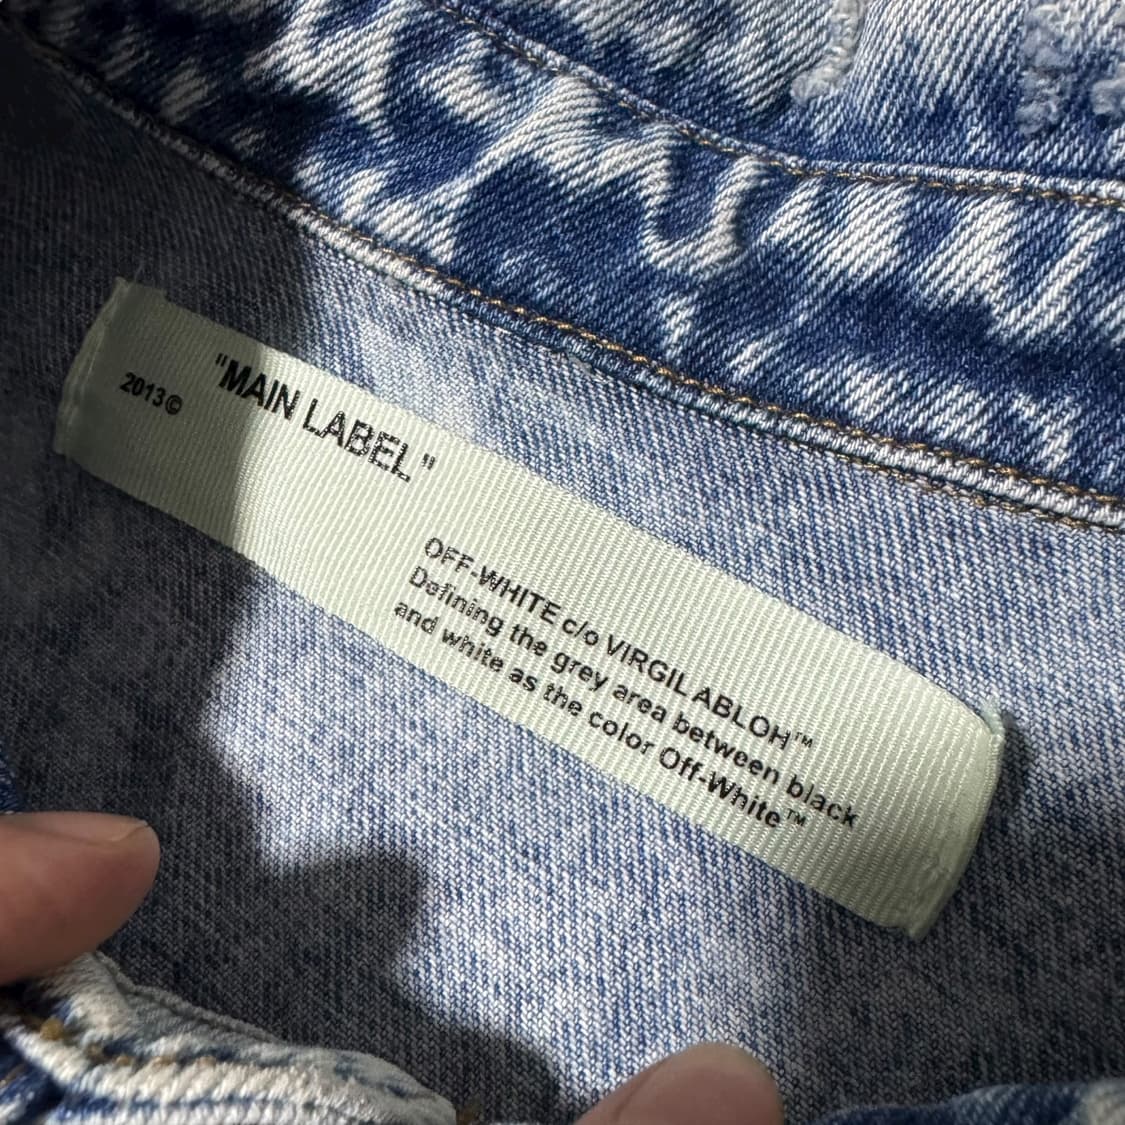 "MAIN LABEL"
2013©
OFF-WHITE c/o VIRGIL ABLOH™
Defining the grey area between black
and white as the color Off-White™